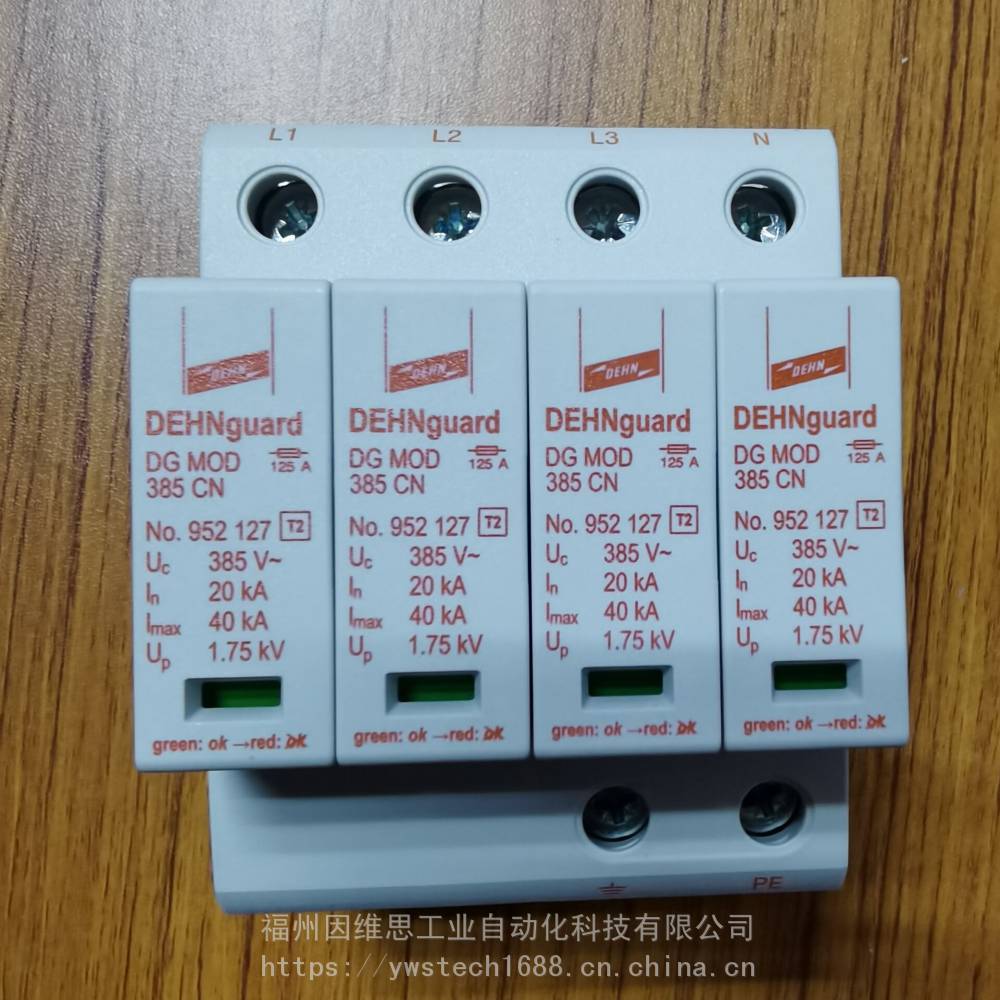 L1 L2 L3 N
DEHN
DEHNguard
DG MOD 125 A
385 CN
No. 952 127 T2
Uc 385 V~
In 20 kA
Imax 40 kA
Up 1.75 kV
green: ok →red: ok
DEHN
DEHNguard
DG MOD 125 A
385 CN
No. 952 127 T2
Uc 385 V~
In 20 kA
Imax 40 kA
Up 1.75 kV
green: ok →red: ok
DEHN
DEHNguard
DG MOD 125 A
385 CN
No. 952 127 T2
Uc 385 V~
In 20 kA
Imax 40 kA
Up 1.75 kV
green: ok →red: ok
DEHN
DEHNguard
DG MOD 125 A
385 CN
No. 952 127 T2
Uc 385 V~
In 20 kA
Imax 40 kA
Up 1.75 kV
green: ok →red: ok
PE
福州因维思工业自动化科技有限公司
https://ywstech1688.cn.china.cn